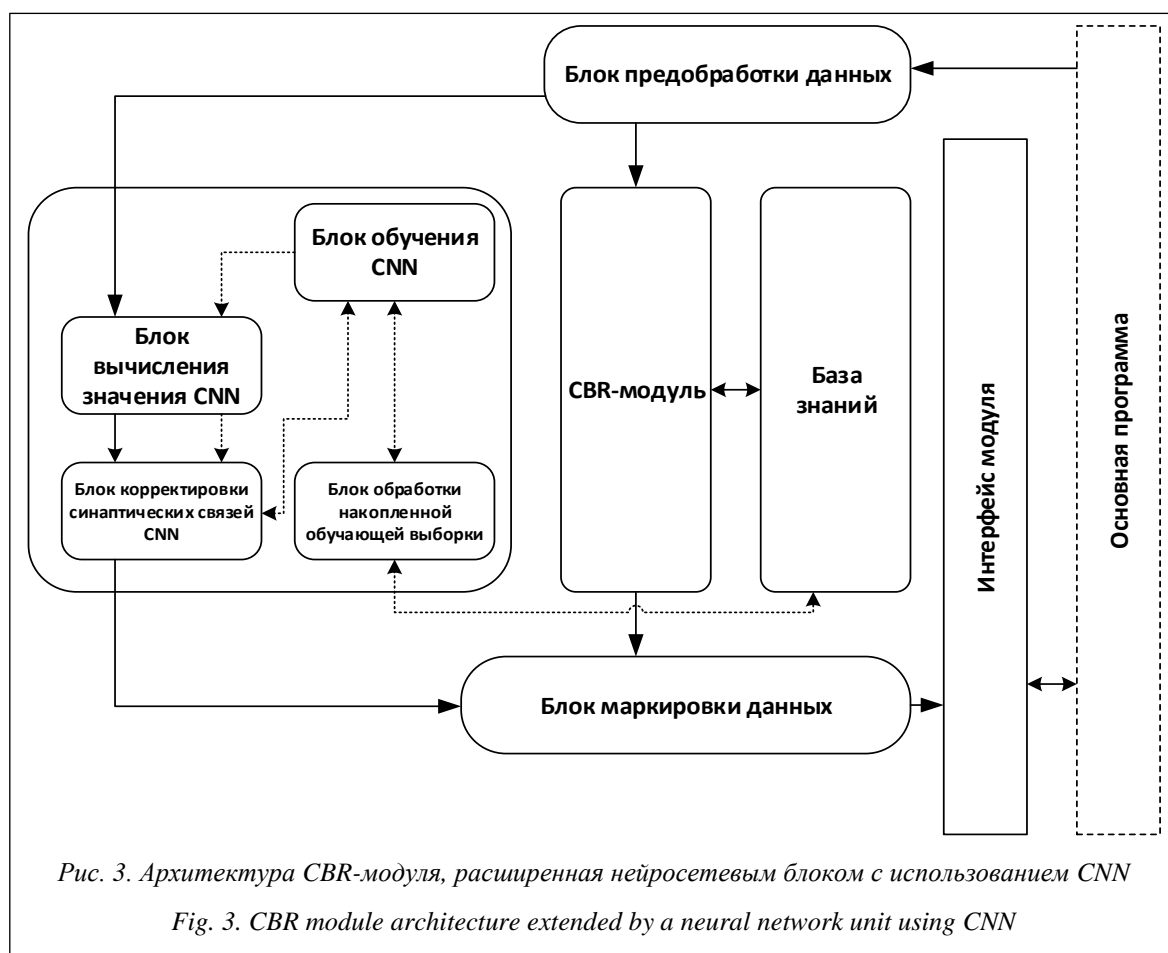 Блок предобработки данных
Блок обучения
CNN
Блок
вычисления
значения CNN
Блок корректировки
синаптических связей
CNN
Блок обработки
накопленной
обучающей выборки
CBR-модуль
База
знаний
Интерфейс модуля
Основная программа
Блок маркировки данных
Рис. 3. Архитектура CBR-модуля, расширенная нейросетевым блоком с использованием CNN
Fig. 3. CBR module architecture extended by a neural network unit using CNN